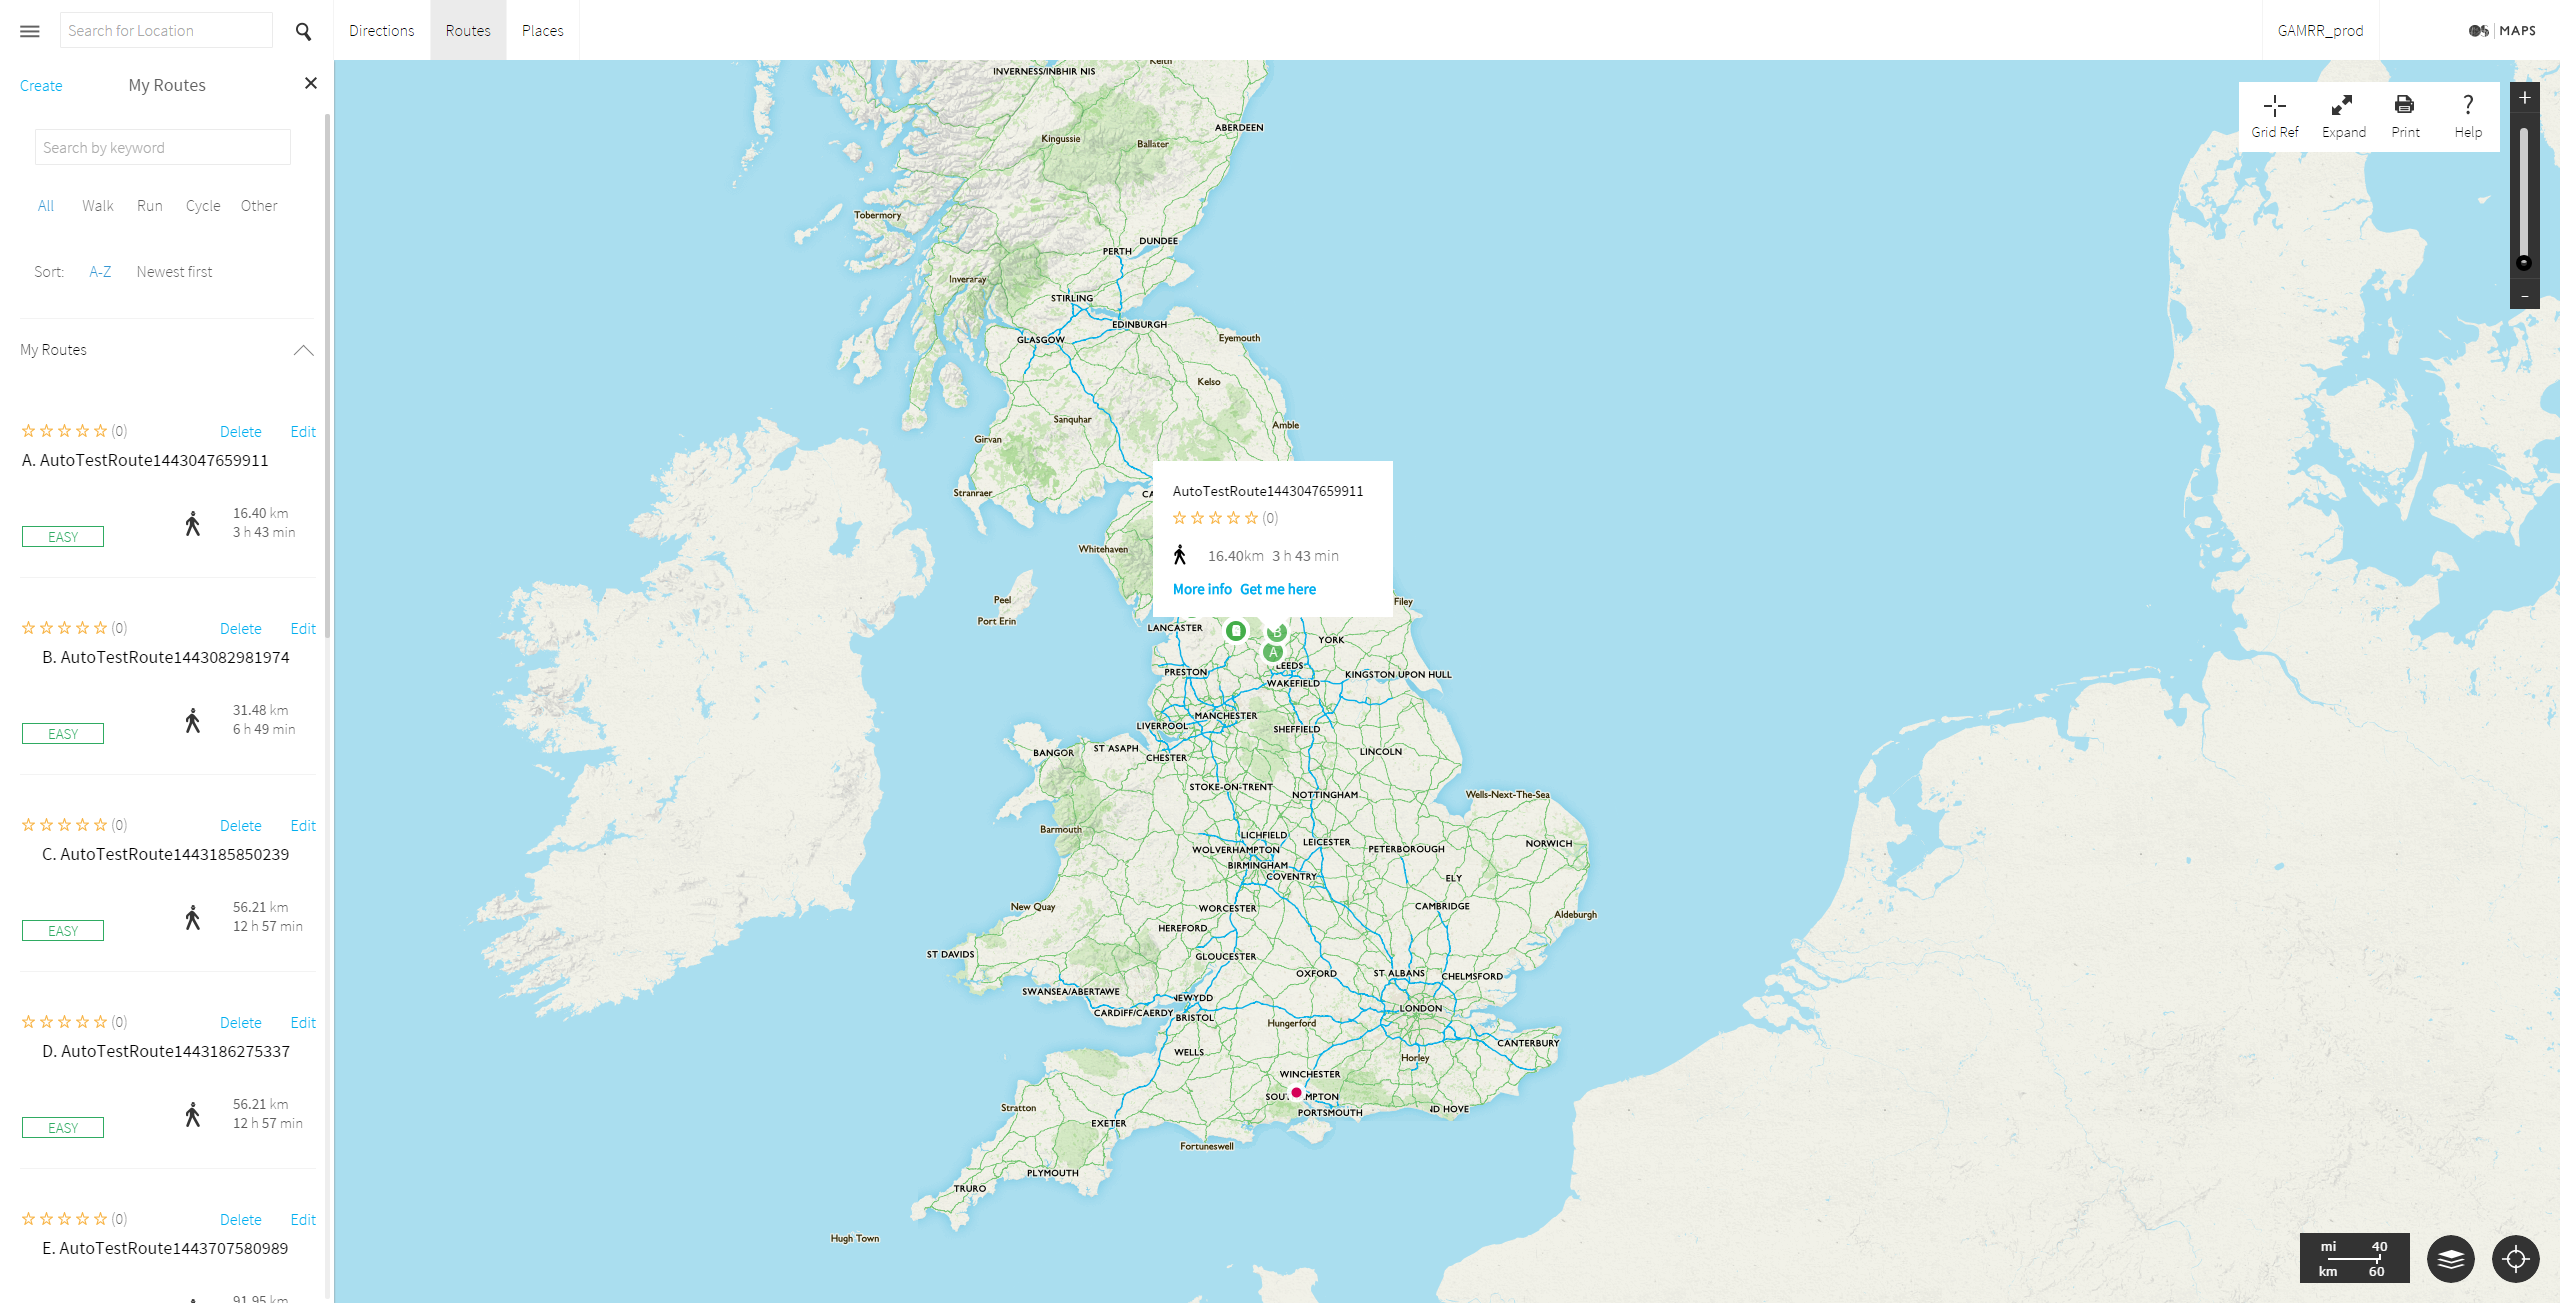 Search for Location
Directions
Routes
Places
GAMRR_prod
OS MAPS
Create
My Routes
Search by keyword
All
Walk
Run
Cycle
Other
Sort:
A-Z
Newest first
My Routes
(0)
Delete
Edit
A. AutoTestRoute1443047659911
16.40 km
3 h 43 min
EASY
(0)
Delete
Edit
B. AutoTestRoute1443082981974
31.48 km
6 h 49 min
EASY
(0)
Delete
Edit
C. AutoTestRoute1443185850239
56.21 km
12 h 57 min
EASY
(0)
Delete
Edit
D. AutoTestRoute1443186275337
56.21 km
12 h 57 min
EASY
(0)
Delete
Edit
E. AutoTestRoute1443707580989
91.95 km
Grid Ref
Expand
Print
Help
Keith
INVERNESS/INBHIR NIS
ABERDEEN
Kingussie
Ballater
Tobermory
DUNDEE
PERTH
Inveraray
STIRLING
EDINBURGH
GLASGOW
Eyemouth
Kelso
Sanquhar
Amble
Girvan
Stranraer
CA
Whitehaven
AutoTestRoute1443047659911
(0)
16.40km 3 h 43 min
More info Get me here
Peel
Filey
Port Erin
LANCASTER
B
YORK
A
LEEDS
PRESTON
KINGSTON UPON HULL
WAKEFIELD
MANCHESTER
LIVERPOOL
SHEFFIELD
BANGOR
ST ASAPH
LINCOLN
CHESTER
STOKE-ON-TRENT
NOTTINGHAM
Wells-Next-The-Sea
Barmouth
LICHFIELD
LEICESTER
NORWICH
WOLVERHAMPTON
PETERBOROUGH
BIRMINGHAM
COVENTRY
ELY
New Quay
WORCESTER
CAMBRIDGE
Aldeburgh
HEREFORD
ST DAVIDS
GLOUCESTER
OXFORD
ST ALBANS
CHELMSFORD
SWANSEA/ABERTAWE
NEWYDD
CARDIFF/CAERDY
BRISTOL
LONDON
Hungerford
WELLS
CANTERBURY
Horley
WINCHESTER
SOU MPTON
Stratton
PORTSMOUTH
ND HOVE
EXETER
Fortuneswell
PLYMOUTH
TRURO
Hugh Town
mi 40
km 60